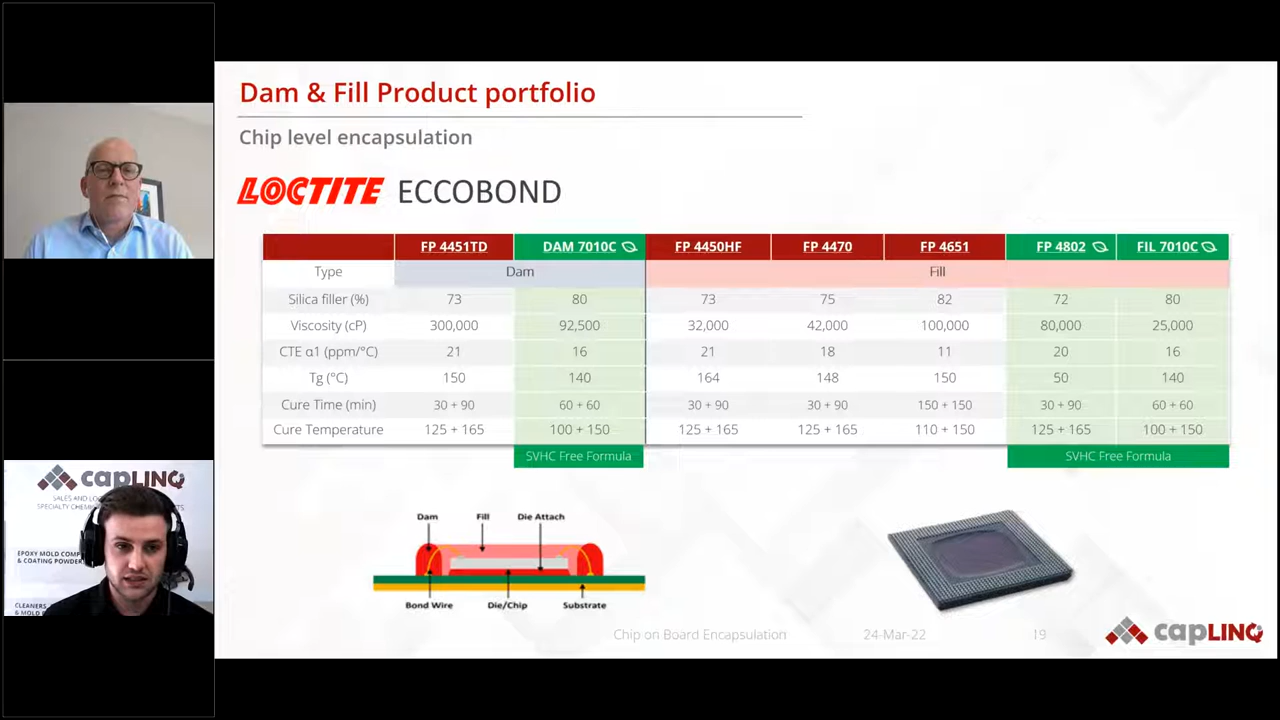 Dam & Fill Product portfolio
Chip level encapsulation
LOCTITE ECCOBOND
FP 4451TD DAM 7010C FP 4450HF FP 4470 FP 4651 FP 4802 FIL 7010C
Type Dam Fill
Silica filler (%) 73 80 73 75 82 72 80
Viscosity (cP) 300,000 92,500 32,000 42,000 100,000 80,000 25,000
CTE α1 (ppm/°C) 21 16 21 18 11 20 16
Tg (°C) 150 140 164 148 150 50 140
Cure Time (min) 30 + 90 60 + 60 30 + 90 30 + 90 150 + 150 30 + 90 60 + 60
Cure Temperature 125 + 165 100 + 150 125 + 165 125 + 165 110 + 150 125 + 165 100 + 150
SVHC Free Formula SVHC Free Formula
Dam Fill Die Attach
Bond Wire Die/Chip Substrate
Chip on Board Encapsulation 24-Mar-22 19
capLINQ
capLINQ
SALES AND
SPECIALTY CHEMI
EPOXY MOLD COMP
& COATING POWDER
CLEANERS
& MOLD